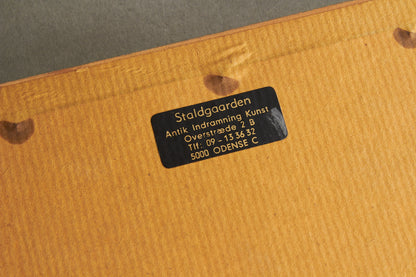 Staldgaarden
Antik Indramning Kunst
Overstræde 2 B
Tlf: 09 - 13 36 32
5000 ODENSE C